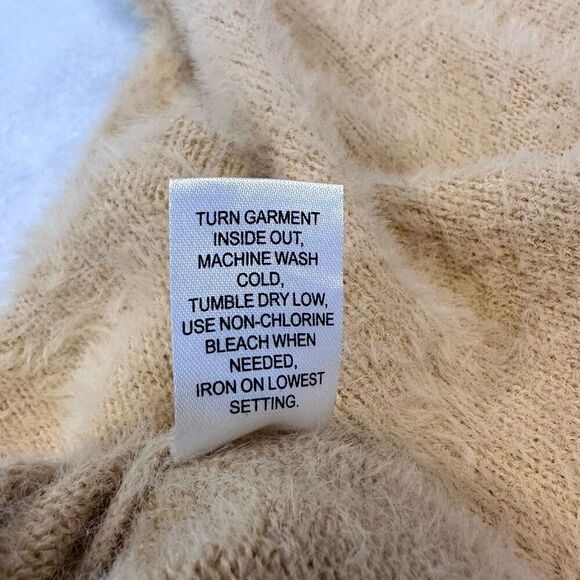 TURN GARMENT
INSIDE OUT,
MACHINE WASH
COLD,
TUMBLE DRY LOW,
USE NON-CHLORINE
BLEACH WHEN
NEEDED,
IRON ON LOWEST
SETTING.